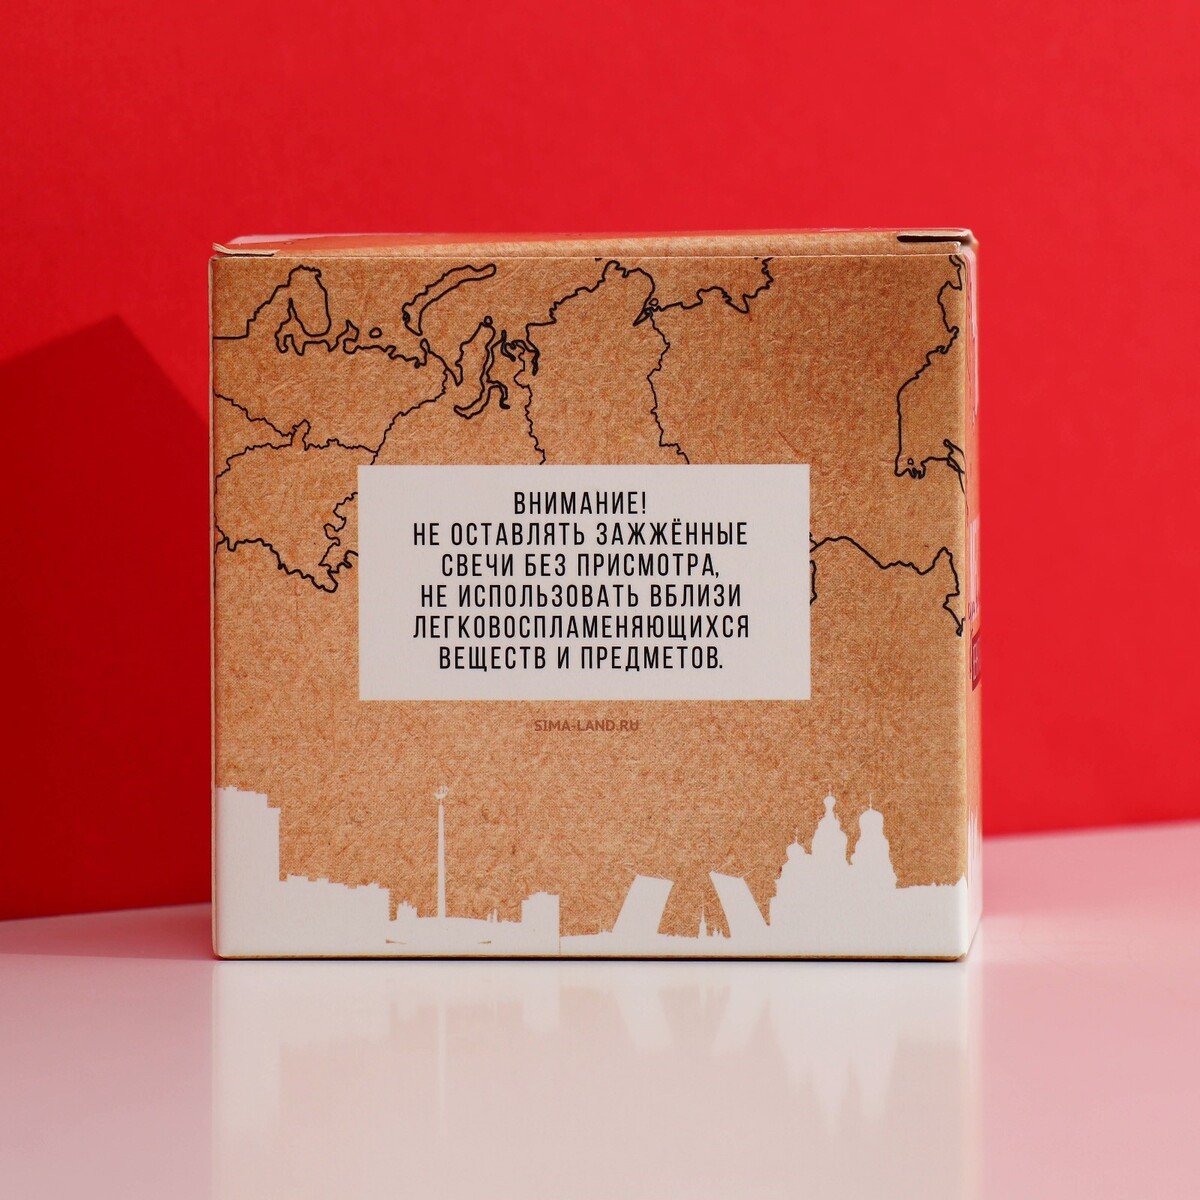 ВНИМАНИЕ!
НЕ ОСТАВЛЯТЬ ЗАЖЖЁННЫЕ
СВЕЧИ БЕЗ ПРИСМОТРА,
НЕ ИСПОЛЬЗОВАТЬ ВБЛИЗИ
ЛЕГКОВОСПЛАМЕНЯЮЩИХСЯ
ВЕЩЕСТВ И ПРЕДМЕТОВ.
SIMA-LAND.RU